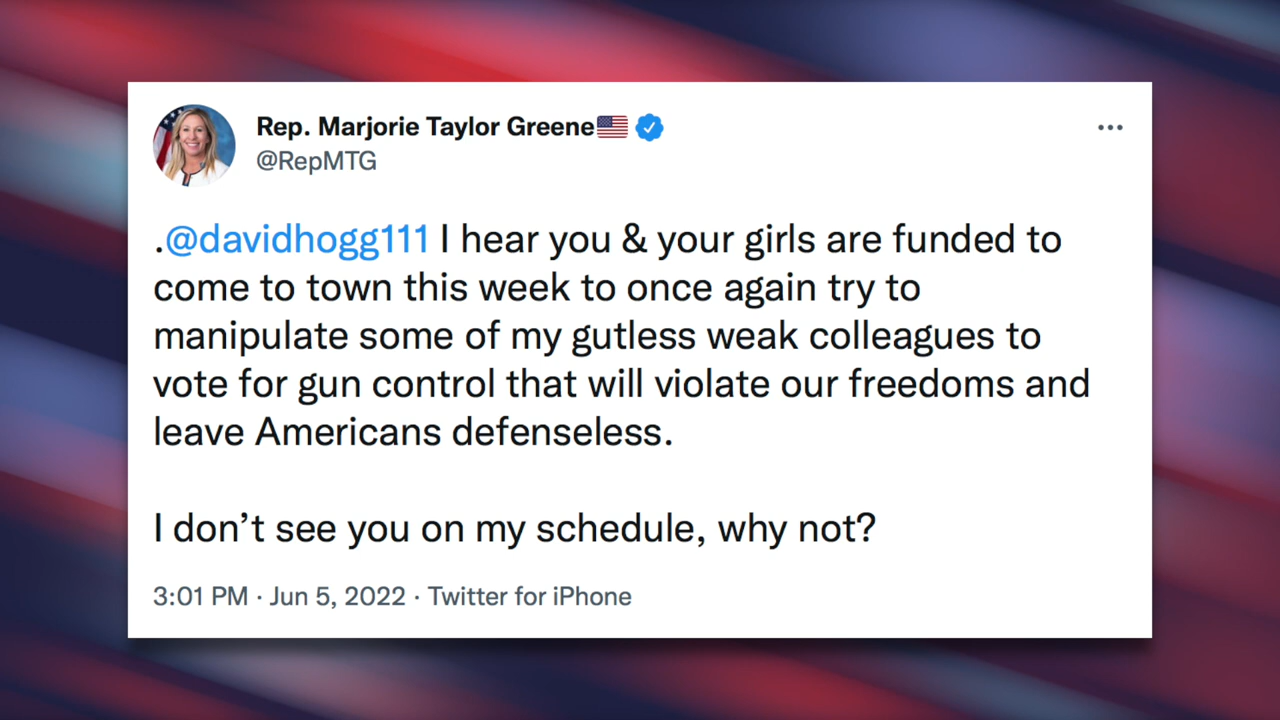 Rep. Marjorie Taylor Greene🇺🇸
@RepMTG
.@davidhogg111 I hear you & your girls are funded to
come to town this week to once again try to
manipulate some of my gutless weak colleagues to
vote for gun control that will violate our freedoms and
leave Americans defenseless.
I don’t see you on my schedule, why not?
3:01 PM · Jun 5, 2022 · Twitter for iPhone